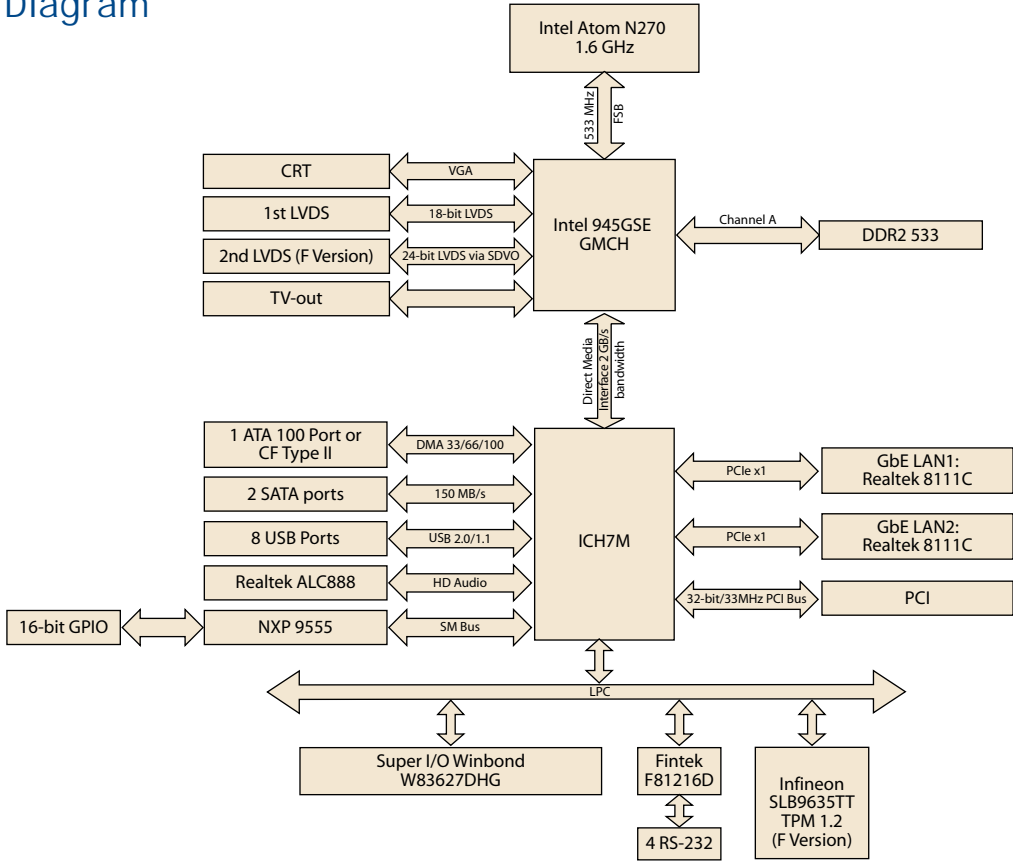 Diagram
Intel Atom N270
1.6 GHz
533 MHz
FSB
CRT
VGA
1st LVDS
18-bit LVDS
2nd LVDS (F Version)
24-bit LVDS via SDVO
TV-out
Intel 945GSE
GMCH
Channel A
DDR2 533
Direct Media
Interface 2 GB/s
bandwidth
1 ATA 100 Port or
CF Type II
DMA 33/66/100
2 SATA ports
150 MB/s
8 USB Ports
USB 2.0/1.1
Realtek ALC888
HD Audio
16-bit GPIO
NXP 9555
SM Bus
ICH7M
PCIe x1
GbE LAN1:
Realtek 8111C
PCIe x1
GbE LAN2:
Realtek 8111C
32-bit/33MHz PCI Bus
PCI
LPC
Super I/O Winbond
W83627DHG
Fintek
F81216D
4 RS-232
Infineon
SLB9635TT
TPM 1.2
(F Version)